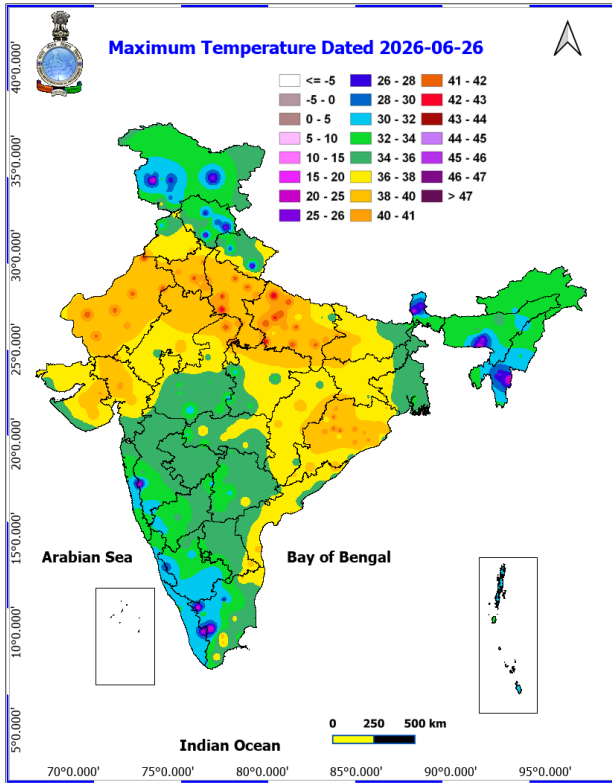 Maximum Temperature Dated 2026-06-26
<= -5
-5 - 0
0 - 5
5 - 10
10 - 15
15 - 20
20 - 25
25 - 26
26 - 28
28 - 30
30 - 32
32 - 34
34 - 36
36 - 38
38 - 40
40 - 41
41 - 42
42 - 43
43 - 44
44 - 45
45 - 46
46 - 47
> 47
40°0.000'
35°0.000'
30°0.000'
25°0.000'
20°0.000'
15°0.000'
10°0.000'
5°0.000'
Arabian Sea
Bay of Bengal
Indian Ocean
0 250 500 km
70°0.000' 75°0.000' 80°0.000' 85°0.000' 90°0.000' 95°0.000'